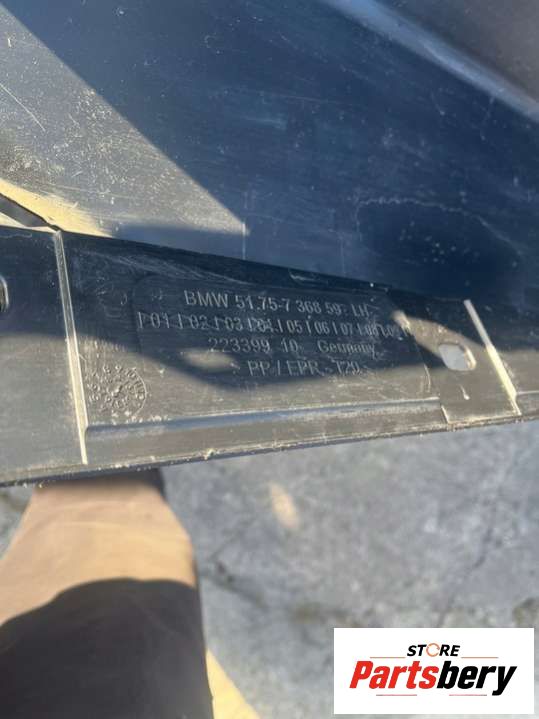 BMW 51.75-7 368 59 LH
01 02 03 04 05 06 07 08
223399 10 Germany
PP / EPR - T20
STORE
Partsbery